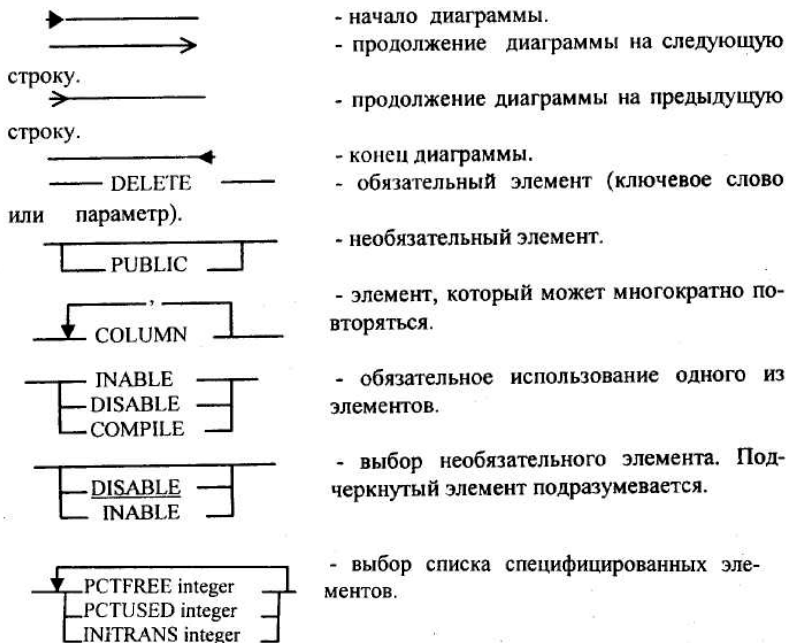 - начало диаграммы.
- продолжение диаграммы на следующую
строку.
- продолжение диаграммы на предыдущую
строку.
- конец диаграммы.
DELETE - обязательный элемент (ключевое слово
или параметр).
- необязательный элемент.
PUBLIC
,
- элемент, который может многократно по-
COLUMN вторяться.
INABLE - обязательное использование одного из
DISABLE элементов.
COMPILE
- выбор необязательного элемента. Под-
DISABLE черкнутый элемент подразумевается.
INABLE
- выбор списка специфицированных эле-
PCTFREE integer ментов.
PCTUSED integer
INITRANS integer